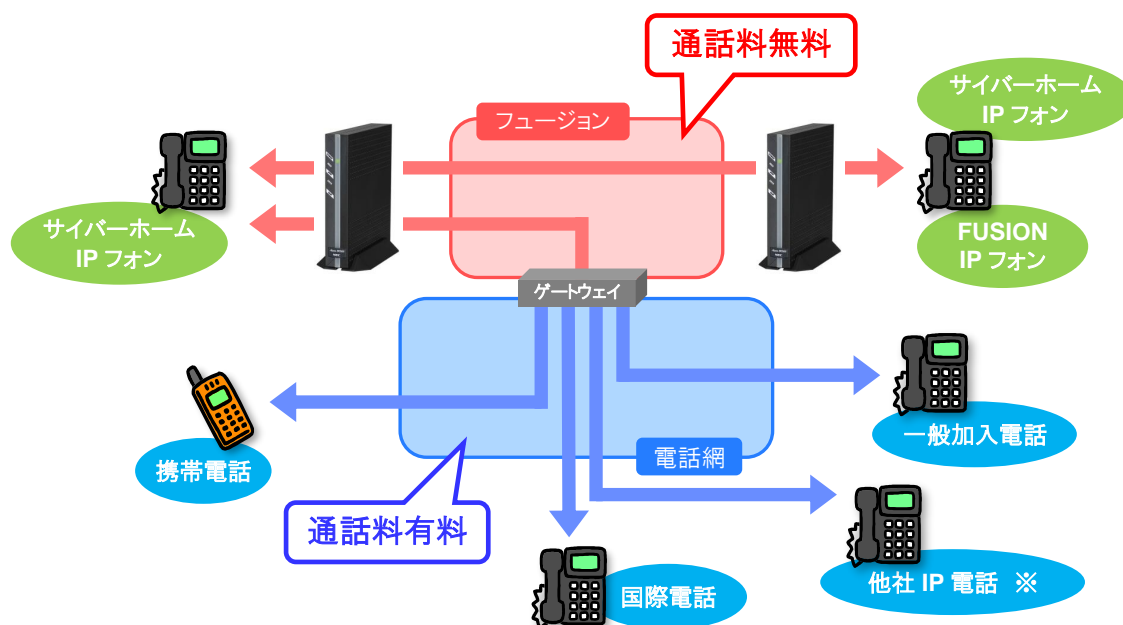 通話料無料
サイバーホーム
IP フォン
フュージョン
サイバーホーム
IP フォン
FUSION
IP フォン
ゲートウェイ
一般加入電話
携帯電話
電話網
通話料有料
他社 IP 電話 ※
国際電話